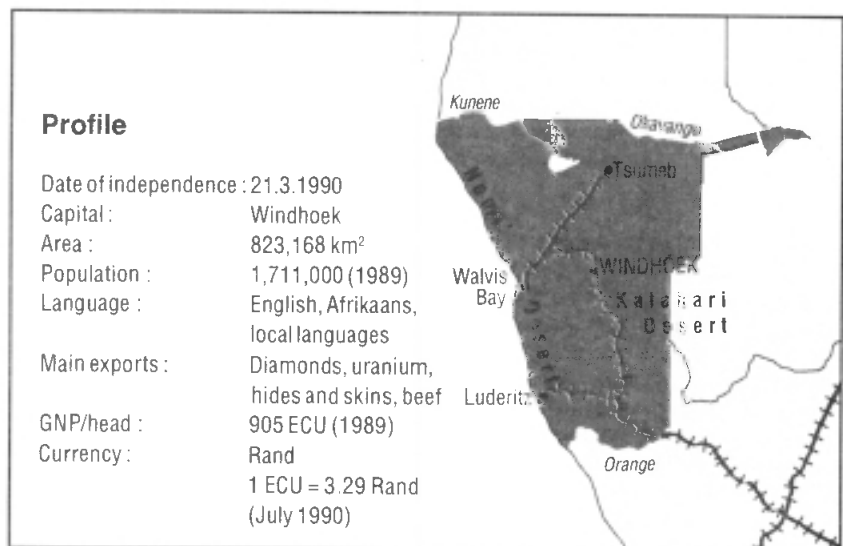 Profile
Date of independence : 21.3.1990
Capital : Windhoek
Area : 823,168 km²
Population : 1,711,000 (1989)
Language : English, Afrikaans,
local languages
Main exports : Diamonds, uranium,
hides and skins, beef
GNP/head : 905 ECU (1989)
Currency : Rand
1 ECU = 3.29 Rand
(July 1990)
Kunene
Okavango
Tsumeb
WINDHOEK
Walvis
Bay
Kalahari
Desert
Desert
Luderitz
Orange